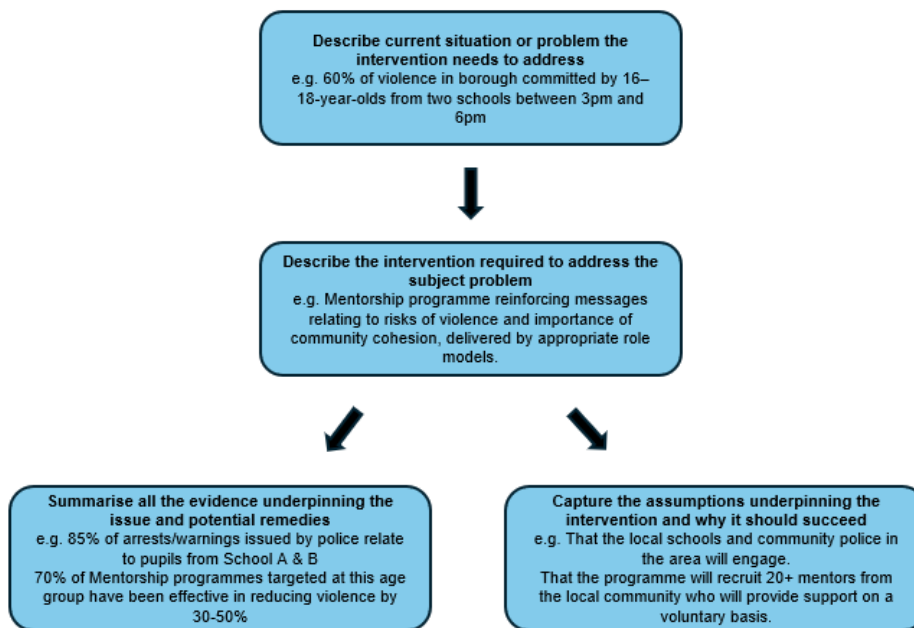 Describe current situation or problem the
intervention needs to address
e.g. 60% of violence in borough committed by 16–
18-year-olds from two schools between 3pm and
6pm
Describe the intervention required to address the
subject problem
e.g. Mentorship programme reinforcing messages
relating to risks of violence and importance of
community cohesion, delivered by appropriate role
models.
Summarise all the evidence underpinning the
issue and potential remedies
e.g. 85% of arrests/warnings issued by police relate
to pupils from School A & B
70% of Mentorship programmes targeted at this age
group have been effective in reducing violence by
30-50%
Capture the assumptions underpinning the
intervention and why it should succeed
e.g. That the local schools and community police in
the area will engage.
That the programme will recruit 20+ mentors from
the local community who will provide support on a
voluntary basis.